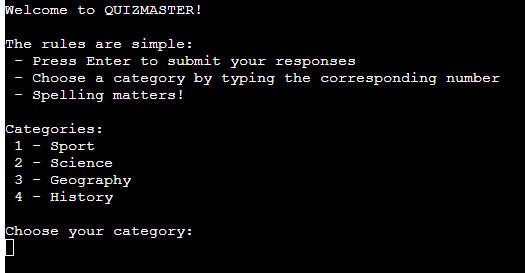 Welcome to QUIZMASTER!
The rules are simple:
- Press Enter to submit your responses
- Choose a category by typing the corresponding number
- Spelling matters!
Categories:
1 - Sport
2 - Science
3 - Geography
4 - History
Choose your category: